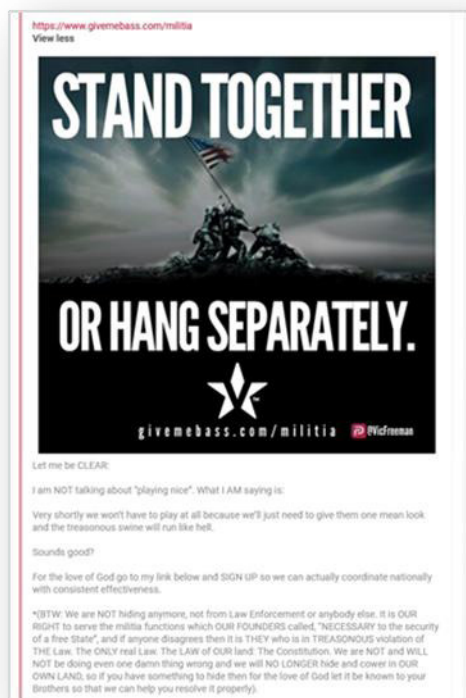 https://www.givemebass.com/militia
View less
STAND TOGETHER
OR HANG SEPARATELY.
givemebass.com/militia @VicFreeman
Let me be CLEAR:
I am NOT talking about "playing nice". What I AM saying is:
Very shortly we won't have to play at all because we'll just need to give them one mean look
and the treasonous swine will run like hell.
Sounds good?
For the love of God go to my link below and SIGN UP so we can actually coordinate nationally
with consistent effectiveness.
*(BTW: We are NOT hiding anymore, not from Law Enforcement or anybody else. It is OUR
RIGHT to serve the militia functions which OUR FOUNDERS called, "NECESSARY to the security
of a free State", and if anyone disagrees then it is THEY who is in TREASONOUS violation of
THE Law. The ONLY real Law. The LAW of OUR land: The Constitution. We are NOT and WILL
NOT be doing even one damn thing wrong and we will NO LONGER hide and cower in OUR
OWN LAND, so if you have something to hide then for the love of God let it be known to your
Brothers so that we can help you resolve it properly).